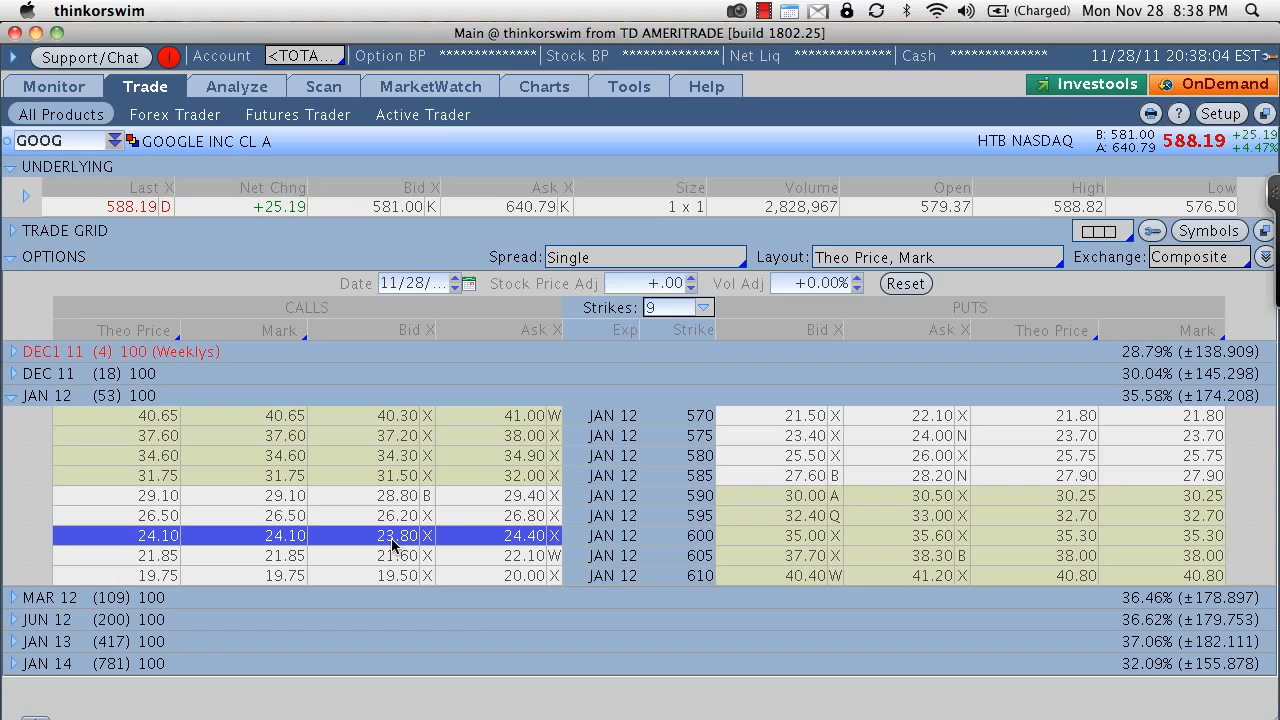 thinkorswim (Charged) Mon Nov 28 8:38 PM
Main @ thinkorswim from TD AMERITRADE [build 1802.25]
Support/Chat ! Account <TOTA... Option BP ************** Stock BP ************** Net Liq ************** Cash ************** 11/28/11 20:38:04 EST
Monitor Trade Analyze Scan MarketWatch Charts Tools Help Investools OnDemand
All Products Forex Trader Futures Trader Active Trader ? Setup
GOOG GOOGLE INC CL A HTB NASDAQ B: 581.00 A: 640.79 588.19 +25.19 +4.47%
UNDERLYING
Last X Net Chng Bid X Ask X Size Volume Open High Low
588.19 D +25.19 581.00 K 640.79 K 1 x 1 2,828,967 579.37 588.82 576.50
TRADE GRID Symbols
OPTIONS Spread: Single Layout: Theo Price, Mark Exchange: Composite
Date 11/28/... Stock Price Adj +.00 Vol Adj +0.00% Reset
CALLS Strikes: 9 PUTS
Theo Price Mark Bid X Ask X Exp Strike Bid X Ask X Theo Price Mark
DEC1 11 (4) 100 (Weeklys) 28.79% (±138.909)
DEC 11 (18) 100 30.04% (±145.298)
JAN 12 (53) 100 35.58% (±174.208)
40.65 40.65 40.30 X 41.00 W JAN 12 570 21.50 X 22.10 X 21.80 21.80
37.60 37.60 37.20 X 38.00 X JAN 12 575 23.40 X 24.00 N 23.70 23.70
34.60 34.60 34.30 X 34.90 X JAN 12 580 25.50 X 26.00 X 25.75 25.75
31.75 31.75 31.50 X 32.00 X JAN 12 585 27.60 B 28.20 N 27.90 27.90
29.10 29.10 28.80 B 29.40 X JAN 12 590 30.00 A 30.50 X 30.25 30.25
26.50 26.50 26.20 X 26.80 X JAN 12 595 32.40 Q 33.00 X 32.70 32.70
24.10 24.10 23.80 X 24.40 X JAN 12 600 35.00 X 35.60 X 35.30 35.30
21.85 21.85 21.60 X 22.10 W JAN 12 605 37.70 X 38.30 B 38.00 38.00
19.75 19.75 19.50 X 20.00 X JAN 12 610 40.40 W 41.20 X 40.80 40.80
MAR 12 (109) 100 36.46% (±178.897)
JUN 12 (200) 100 36.62% (±179.753)
JAN 13 (417) 100 37.06% (±182.111)
JAN 14 (781) 100 32.09% (±155.878)